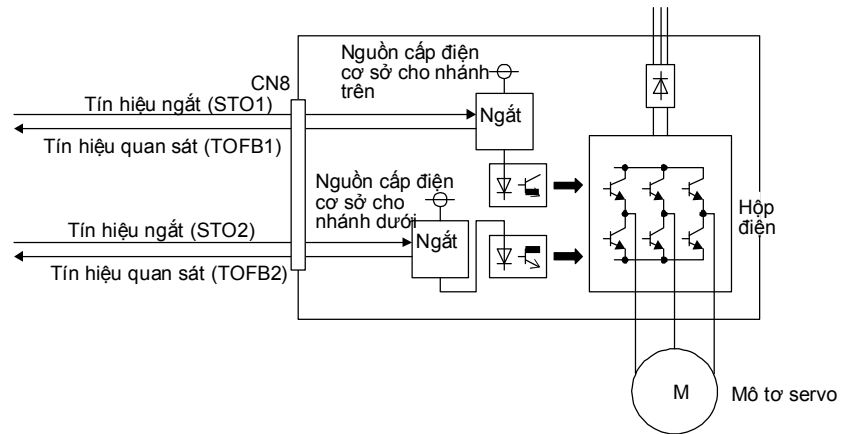 Nguồn cấp điện
cơ sở cho nhánh
trên
CN8
Tín hiệu ngắt (STO1)
Ngắt
Tín hiệu quan sát (TOFB1)
Nguồn cấp điện
cơ sở cho
nhánh dưới
Hộp
điện
Tín hiệu ngắt (STO2)
Ngắt
Tín hiệu quan sát (TOFB2)
M
Mô tơ servo